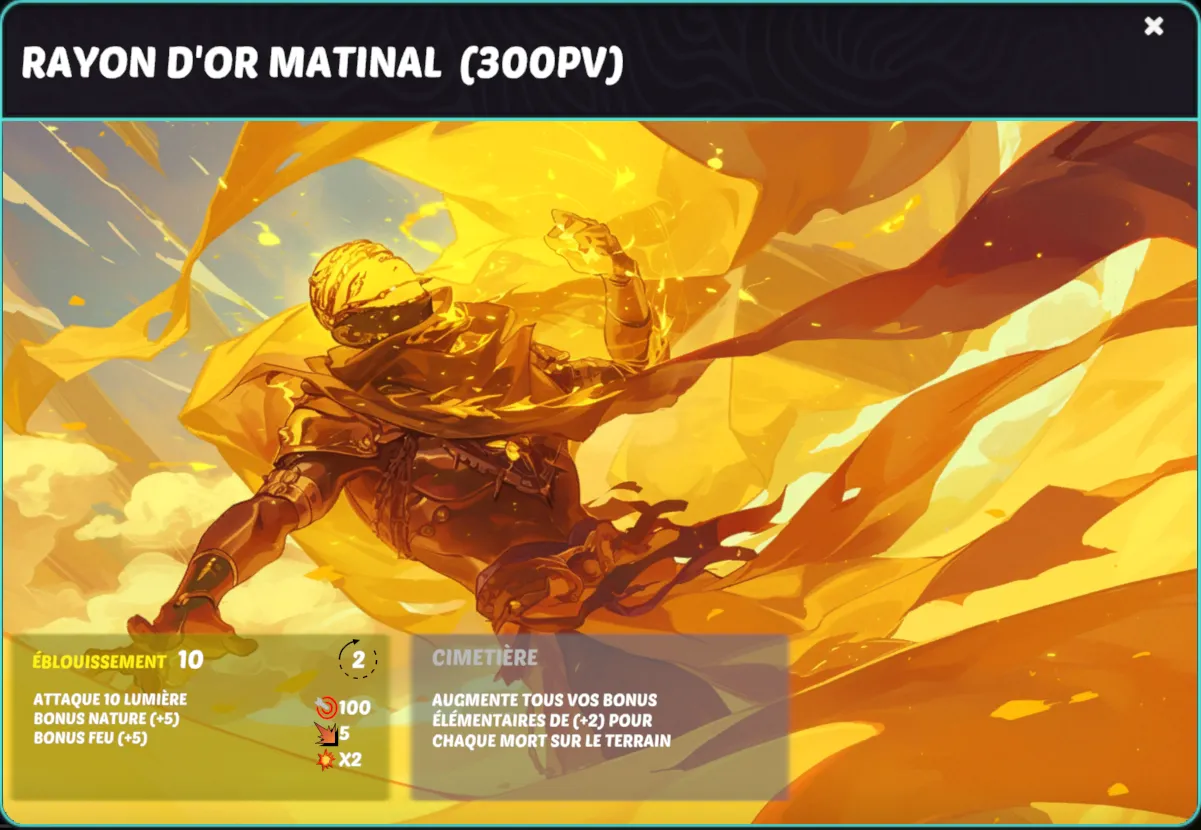 RAYON D'OR MATINAL (300PV)
ÉBLOUISSEMENT 10
2
ATTAQUE 10 LUMIÈRE
BONUS NATURE (+5)
BONUS FEU (+5)
100
5
X2
CIMETIÈRE
AUGMENTE TOUS VOS BONUS
ÉLÉMENTAIRES DE (+2) POUR
CHAQUE MORT SUR LE TERRAIN